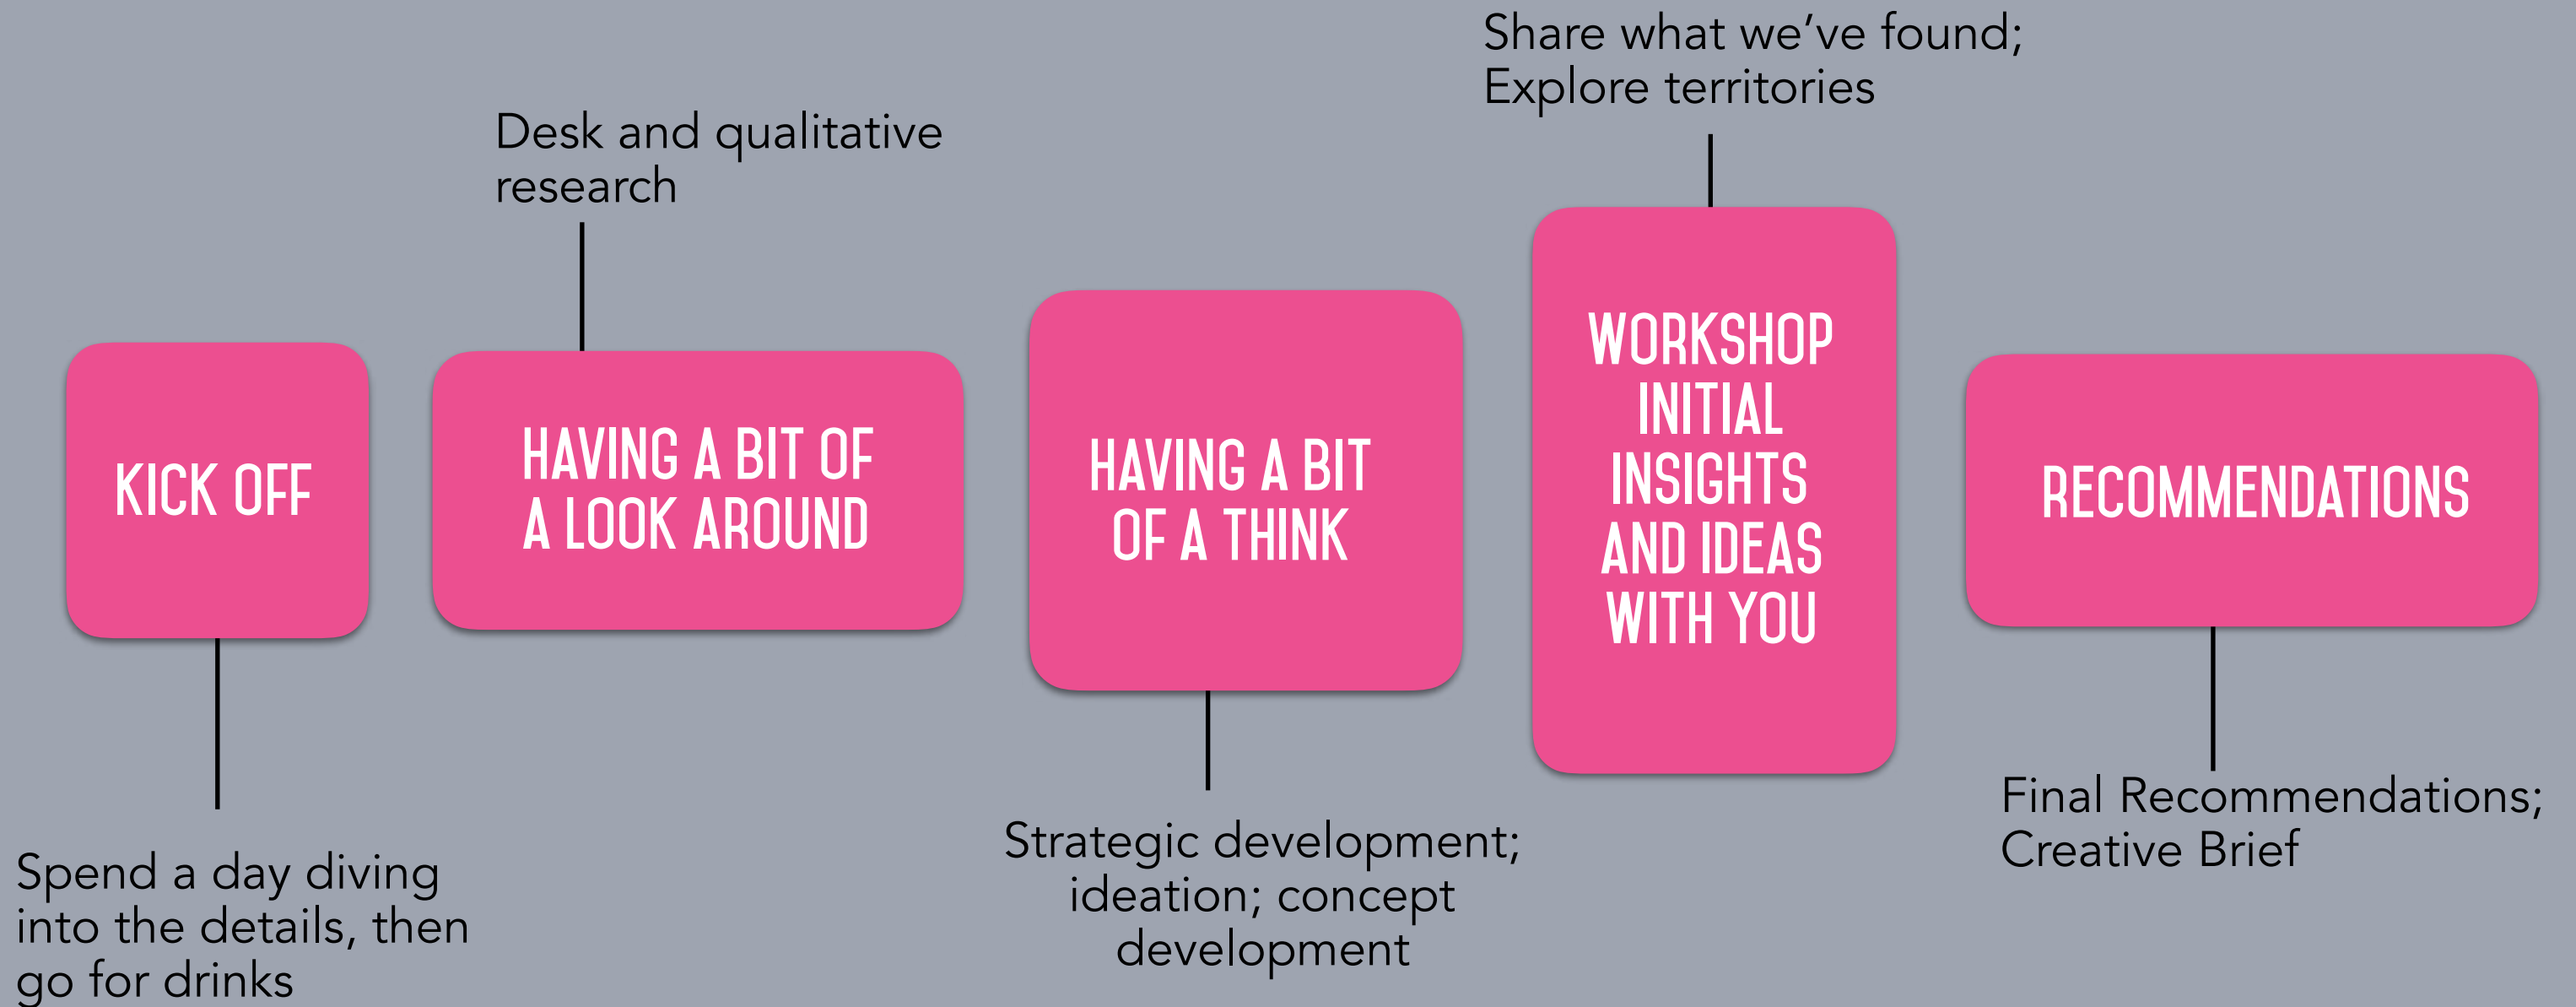 KICK OFF
Spend a day diving
into the details, then
go for drinks
Desk and qualitative
research
HAVING A BIT OF
A LOOK AROUND
HAVING A BIT
OF A THINK
Strategic development;
ideation; concept
development
Share what we’ve found;
Explore territories
WORKSHOP
INITIAL
INSIGHTS
AND IDEAS
WITH YOU
RECOMMENDATIONS
Final Recommendations;
Creative Brief